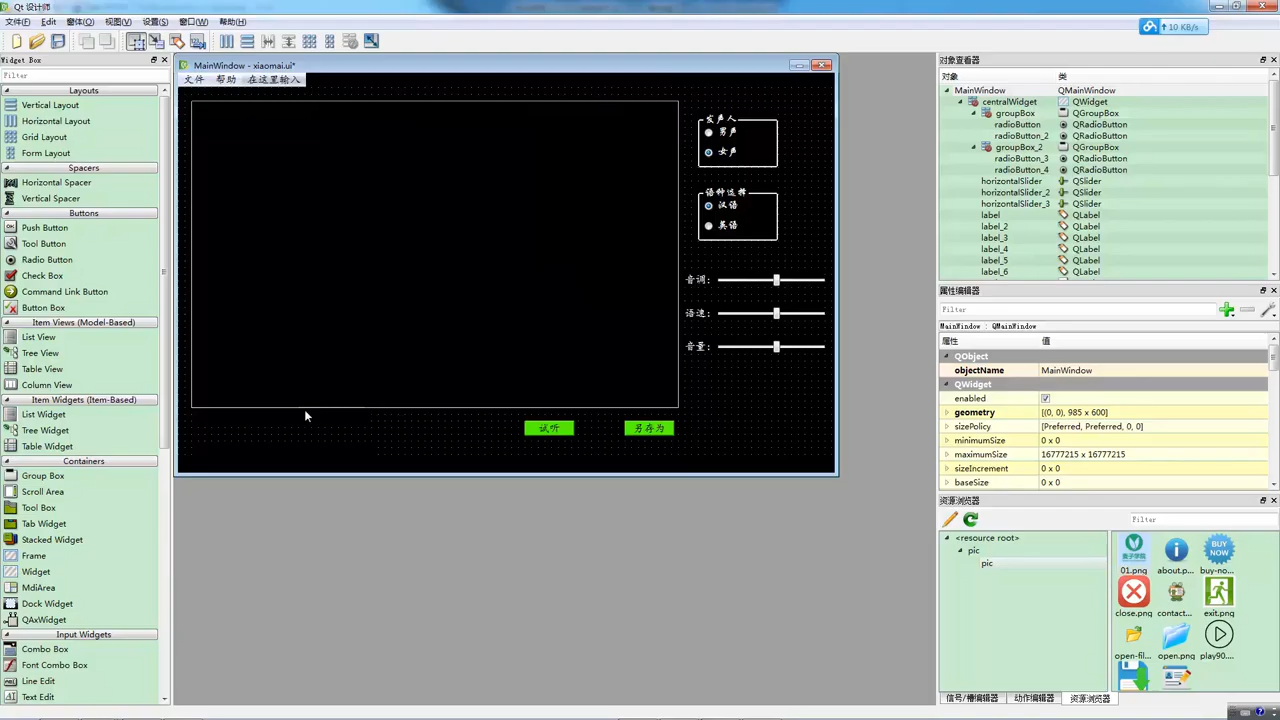 Qt 设计师
文件(F) Edit 窗体(O) 视图(V) 设置(S) 窗口(W) 帮助(H)
10 KB/s
Widget Box
Filter
Layouts
Vertical Layout
Horizontal Layout
Grid Layout
Form Layout
Spacers
Horizontal Spacer
Vertical Spacer
Buttons
Push Button
Tool Button
Radio Button
Check Box
Command Link Button
Button Box
Item Views (Model-Based)
List View
Tree View
Table View
Column View
Item Widgets (Item-Based)
List Widget
Tree Widget
Table Widget
Containers
Group Box
Scroll Area
Tool Box
Tab Widget
Stacked Widget
Frame
Widget
MdiArea
Dock Widget
QAxWidget
Input Widgets
Combo Box
Font Combo Box
Line Edit
Text Edit
MainWindow - xiaomai.ui*
文件 帮助 在这里输入
发声人
男声
女声
语种选择
汉语
英语
音调:
语速:
音量:
试听 另存为
对象查看器
对象 类
MainWindow QMainWindow
centralWidget QWidget
groupBox QGroupBox
radioButton QRadioButton
radioButton_2 QRadioButton
groupBox_2 QGroupBox
radioButton_3 QRadioButton
radioButton_4 QRadioButton
horizontalSlider QSlider
horizontalSlider_2 QSlider
horizontalSlider_3 QSlider
label QLabel
label_2 QLabel
label_3 QLabel
label_4 QLabel
label_5 QLabel
label_6 QLabel
属性编辑器
Filter
MainWindow : QMainWindow
属性 值
QObject
objectName MainWindow
QWidget
enabled
geometry [(0, 0), 985 x 600]
sizePolicy [Preferred, Preferred, 0, 0]
minimumSize 0 x 0
maximumSize 16777215 x 16777215
sizeIncrement 0 x 0
baseSize 0 x 0
资源浏览器
Filter
<resource root>
pic
pic
BUY NOW
01.png about.p... buy-no...
close.png contact... exit.png
open-fil... open.png play90...
信号/槽编辑器 动作编辑器 资源浏览器